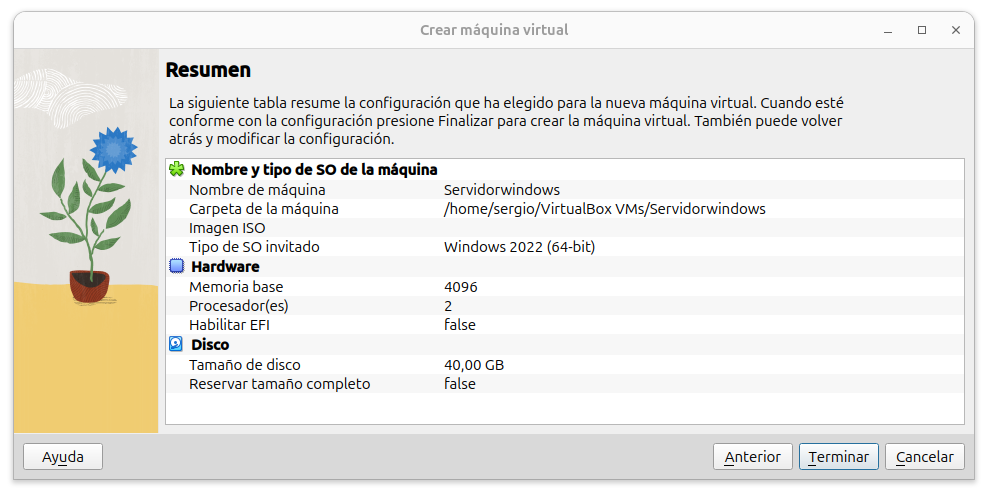 Crear máquina virtual
Resumen
La siguiente tabla resume la configuración que ha elegido para la nueva máquina virtual. Cuando esté
conforme con la configuración presione Finalizar para crear la máquina virtual. También puede volver
atrás y modificar la configuración.
Nombre y tipo de SO de la máquina
Nombre de máquina Servidorwindows
Carpeta de la máquina /home/sergio/VirtualBox VMs/Servidorwindows
Imagen ISO
Tipo de SO invitado Windows 2022 (64-bit)
Hardware
Memoria base 4096
Procesador(es) 2
Habilitar EFI false
Disco
Tamaño de disco 40,00 GB
Reservar tamaño completo false
Ayuda Anterior Terminar Cancelar